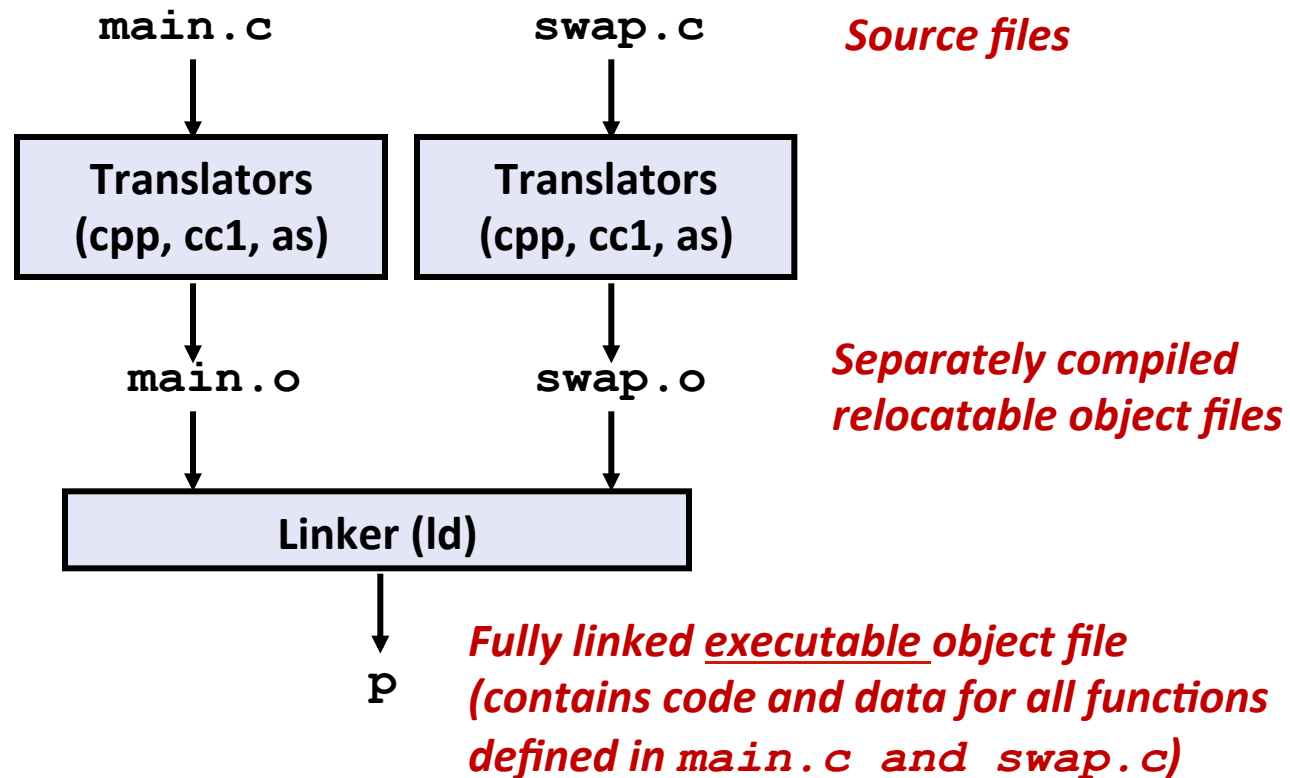 main.c swap.c Source files
Translators Translators
(cpp, cc1, as) (cpp, cc1, as)
main.o swap.o Separately compiled
relocatable object files
Linker (ld)
p Fully linked executable object file
(contains code and data for all functions
defined in main.c and swap.c)